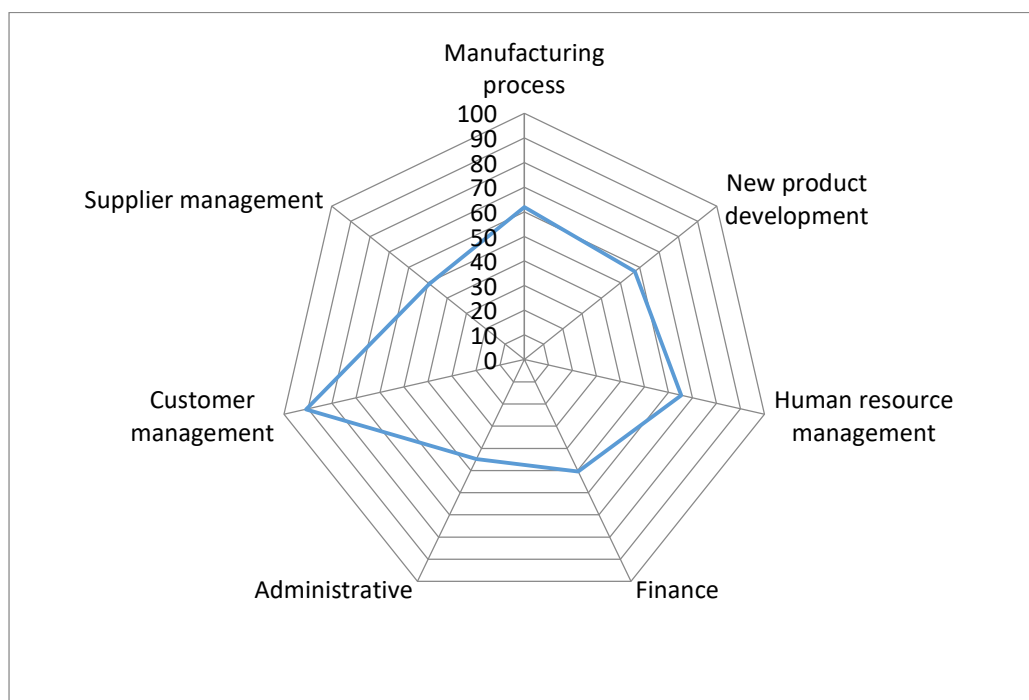 Manufacturing
process
100
90
80
70
60
50
40
30
20
10
0
New product
development
Human resource
management
Finance
Administrative
Customer
management
Supplier management